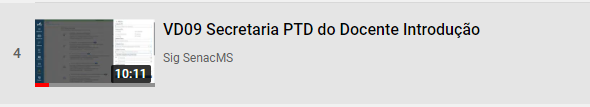 4
VD09 Secretaria PTD do Docente Introdução
Sig SenacMS
10:11